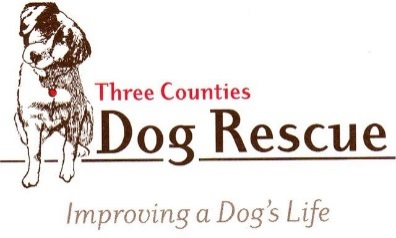 Three Counties
Dog Rescue
Improving a Dog's Life